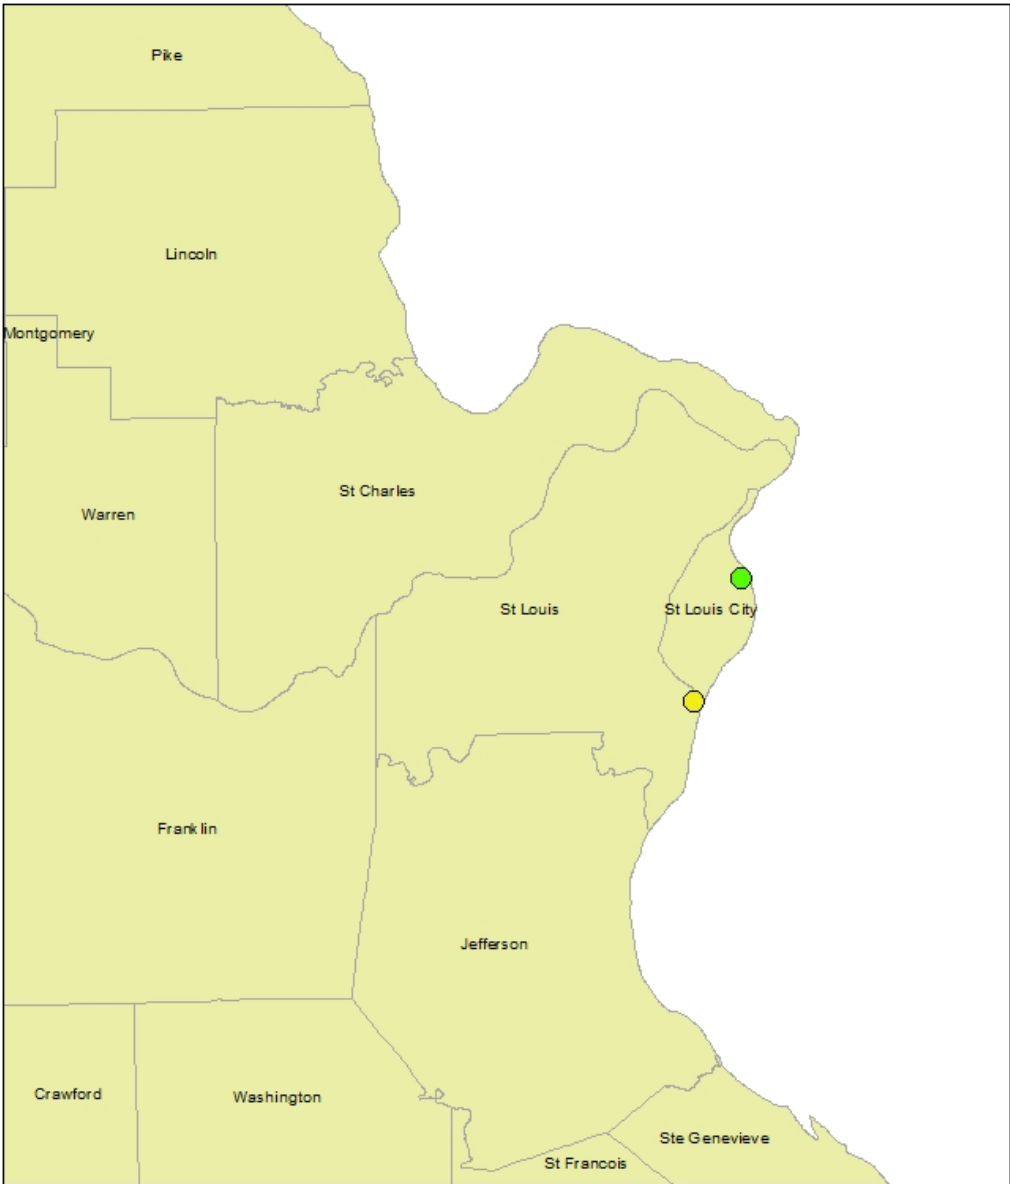 Pike
Lincoln
Montgomery
St Charles
Warren
St Louis
St Louis City
Franklin
Jefferson
Crawford
Washington
Ste Genevieve
St Francois